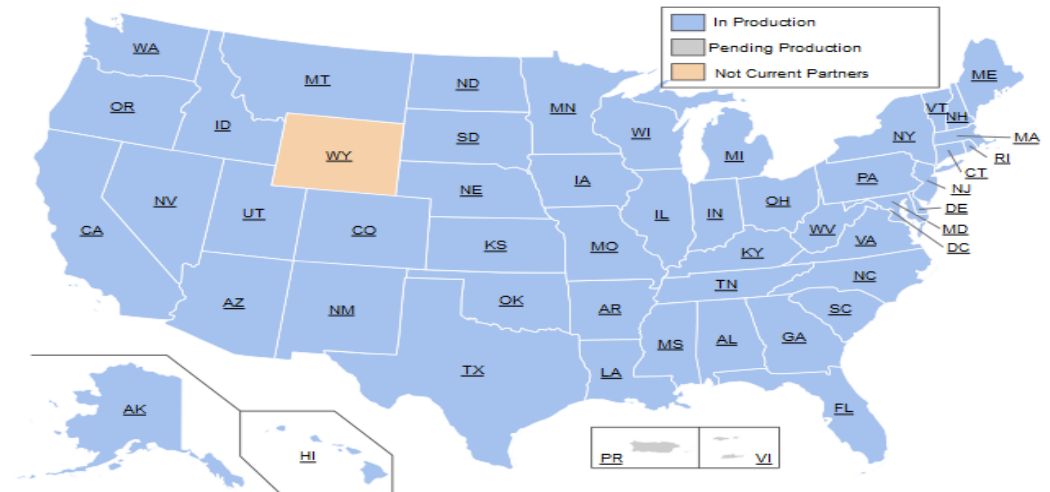 In Production
Pending Production
Not Current Partners
WA
MT
ND
MN
ME
VT
NH
OR
ID
SD
WI
MI
NY
MA
RI
CT
WY
NE
IA
PA
NJ
NV
UT
CO
IL
IN
OH
DE
MD
DC
CA
KS
MO
WV
VA
KY
AZ
NM
OK
AR
TN
NC
SC
TX
LA
MS
AL
GA
FL
AK
HI
PR
VI